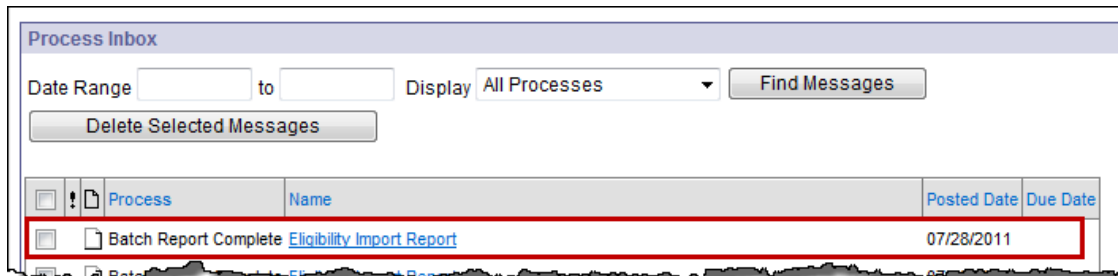 Process Inbox
Date Range to Display All Processes Find Messages
Delete Selected Messages
! Process Name Posted Date Due Date
Batch Report Complete Eligibility Import Report 07/28/2011